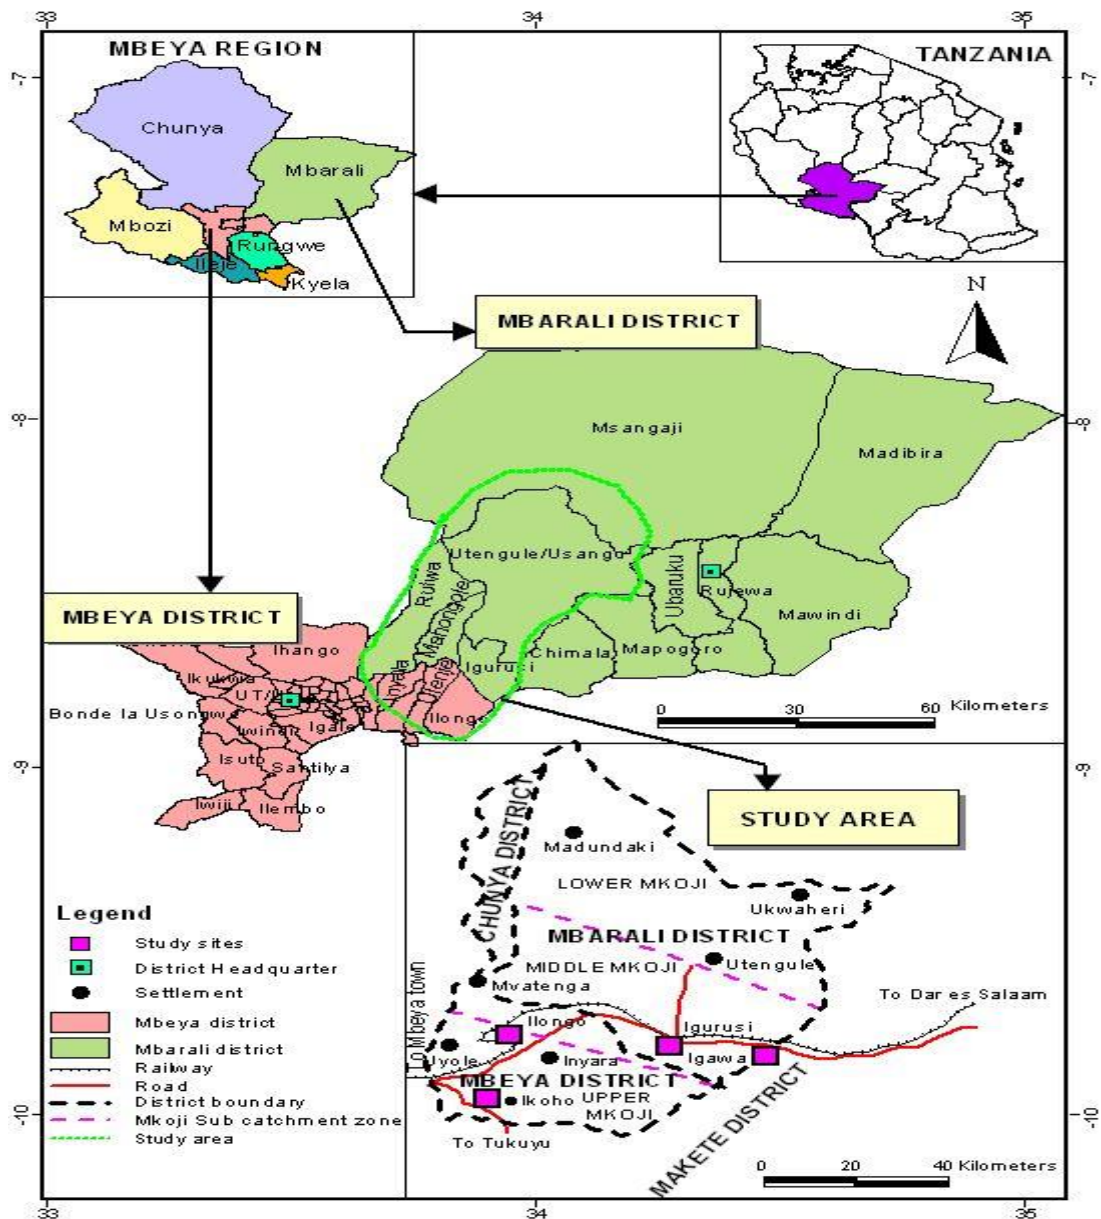 33
34
35
MBEYA REGION
TANZANIA
-7
-7
Chunya
Mbarali
Mbozi
Rungwe
Ileje
Kyela
N
MBARALI DISTRICT
-8
-8
Msangaji
Madibira
Utengule/Usango
Ruiwa
Mahongole
Ubaruku
Rujewa
Mawindi
MBEYA DISTRICT
Ihango
Chimala
Mapogoro
Igurusi
Inyala
Itenjele
Ikukwa
UT/
Bonde la Usongwe
Iwindi
Igale
Ilongo
0 30 60 Kilometers
Isuto
Santilya
-9
-9
Iwiji
Ilembo
STUDY AREA
CHUNYA DISTRICT
Madundaki
LOWER MKOJI
Ukwaheri
MBARALI DISTRICT
MIDDLE MKOJI
Utengule
Mvatenga
To Dar es Salaam
To Mbeya town
Ilongo
Igurusi
Uyole
Inyara
Igawa
MBEYA DISTRICT
Ikoho
UPPER
MKOJI
To Tukuyu
MAKETE DISTRICT
0 20 40 Kilometers
Legend
Study sites
District Headquarter
Settlement
Mbeya district
Mbarali district
Railway
Road
District boundary
Mkoji Sub catchment zone
Study area
-10
-10
33
34
35